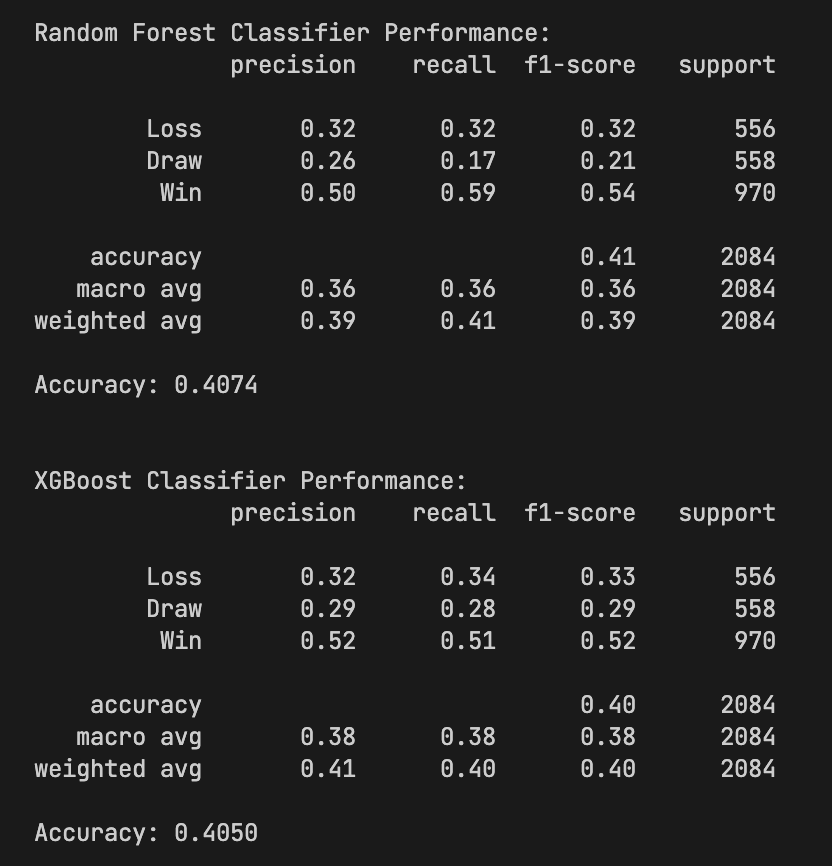 Random Forest Classifier Performance:
precision recall f1-score support
Loss 0.32 0.32 0.32 556
Draw 0.26 0.17 0.21 558
Win 0.50 0.59 0.54 970
accuracy 0.41 2084
macro avg 0.36 0.36 0.36 2084
weighted avg 0.39 0.41 0.39 2084
Accuracy: 0.4074
XGBoost Classifier Performance:
precision recall f1-score support
Loss 0.32 0.34 0.33 556
Draw 0.29 0.28 0.29 558
Win 0.52 0.51 0.52 970
accuracy 0.40 2084
macro avg 0.38 0.38 0.38 2084
weighted avg 0.41 0.40 0.40 2084
Accuracy: 0.4050